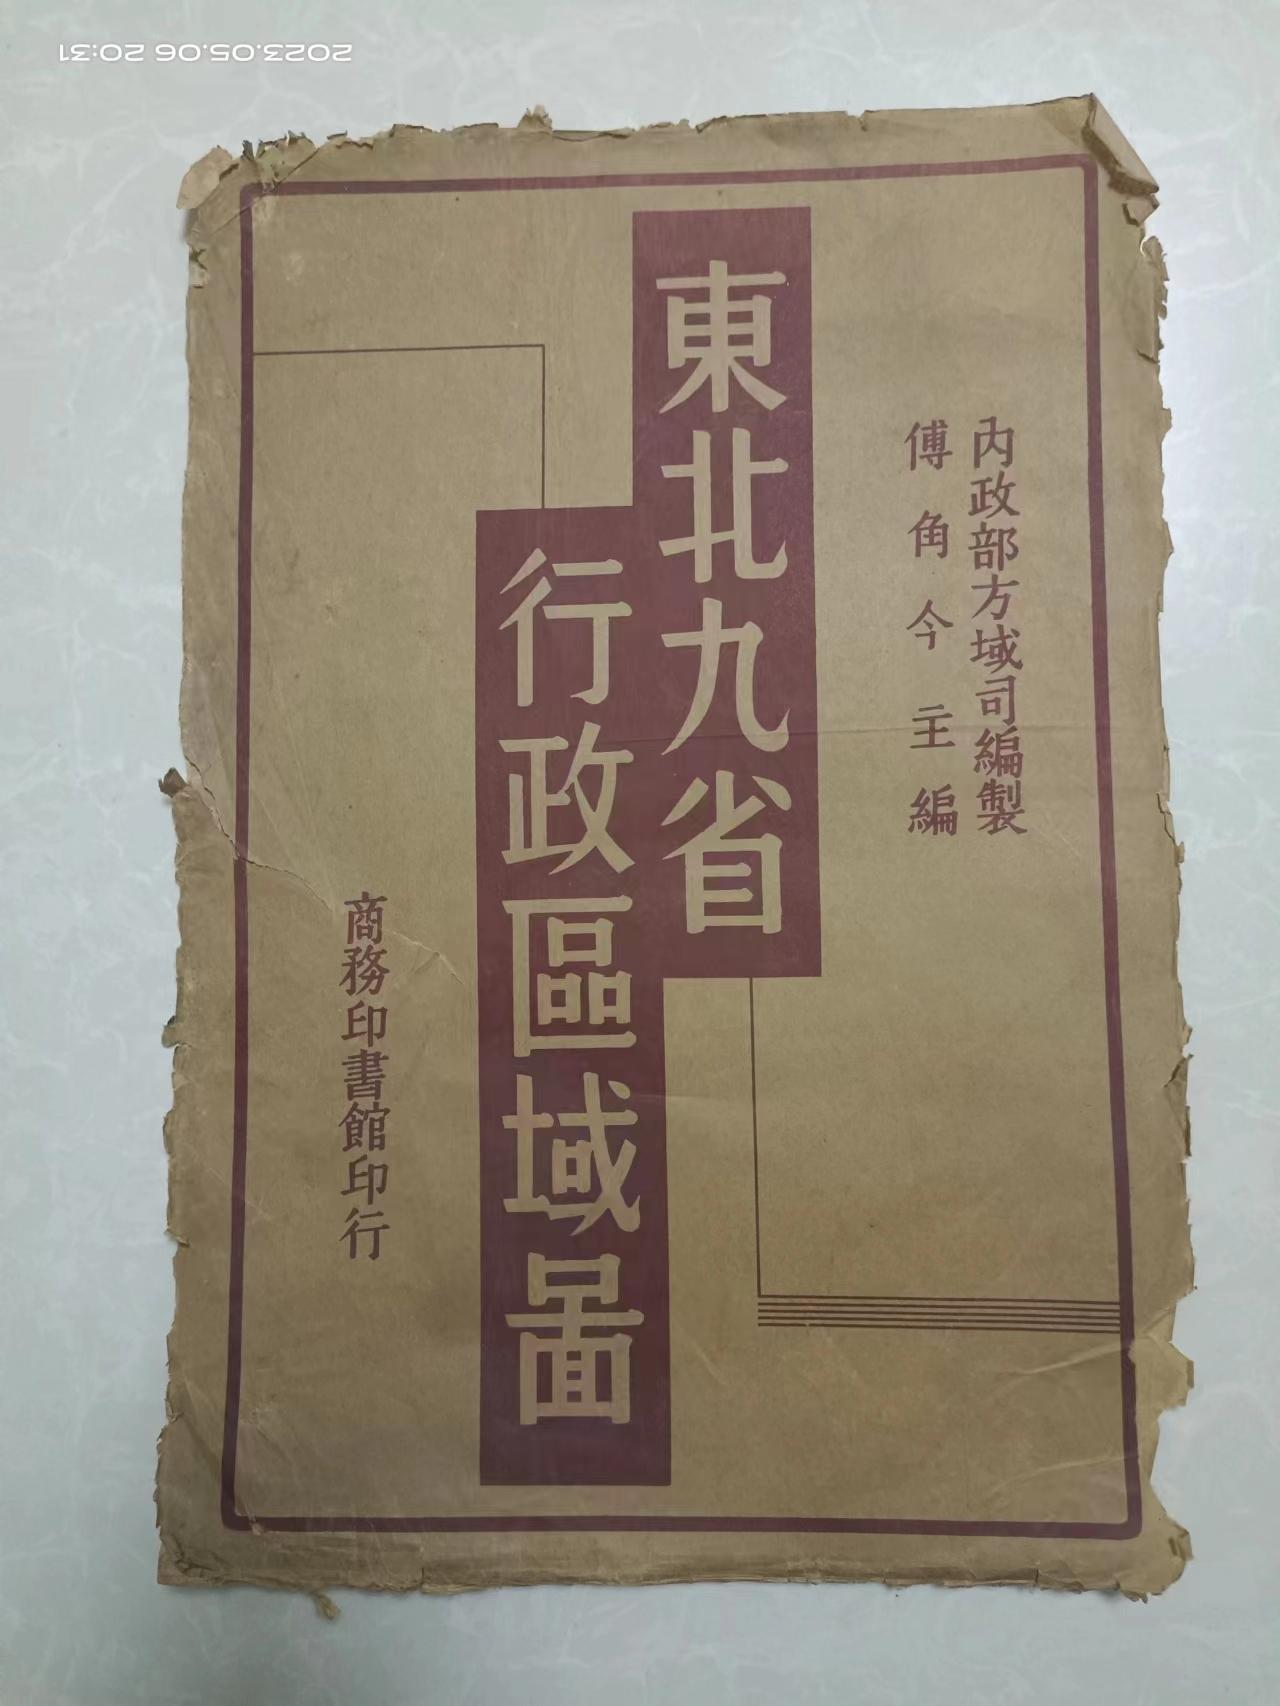 內政部方域司編製
傅角今主編
東北九省
行政區域圖
商務印書館印行
2023.05.06 20:31